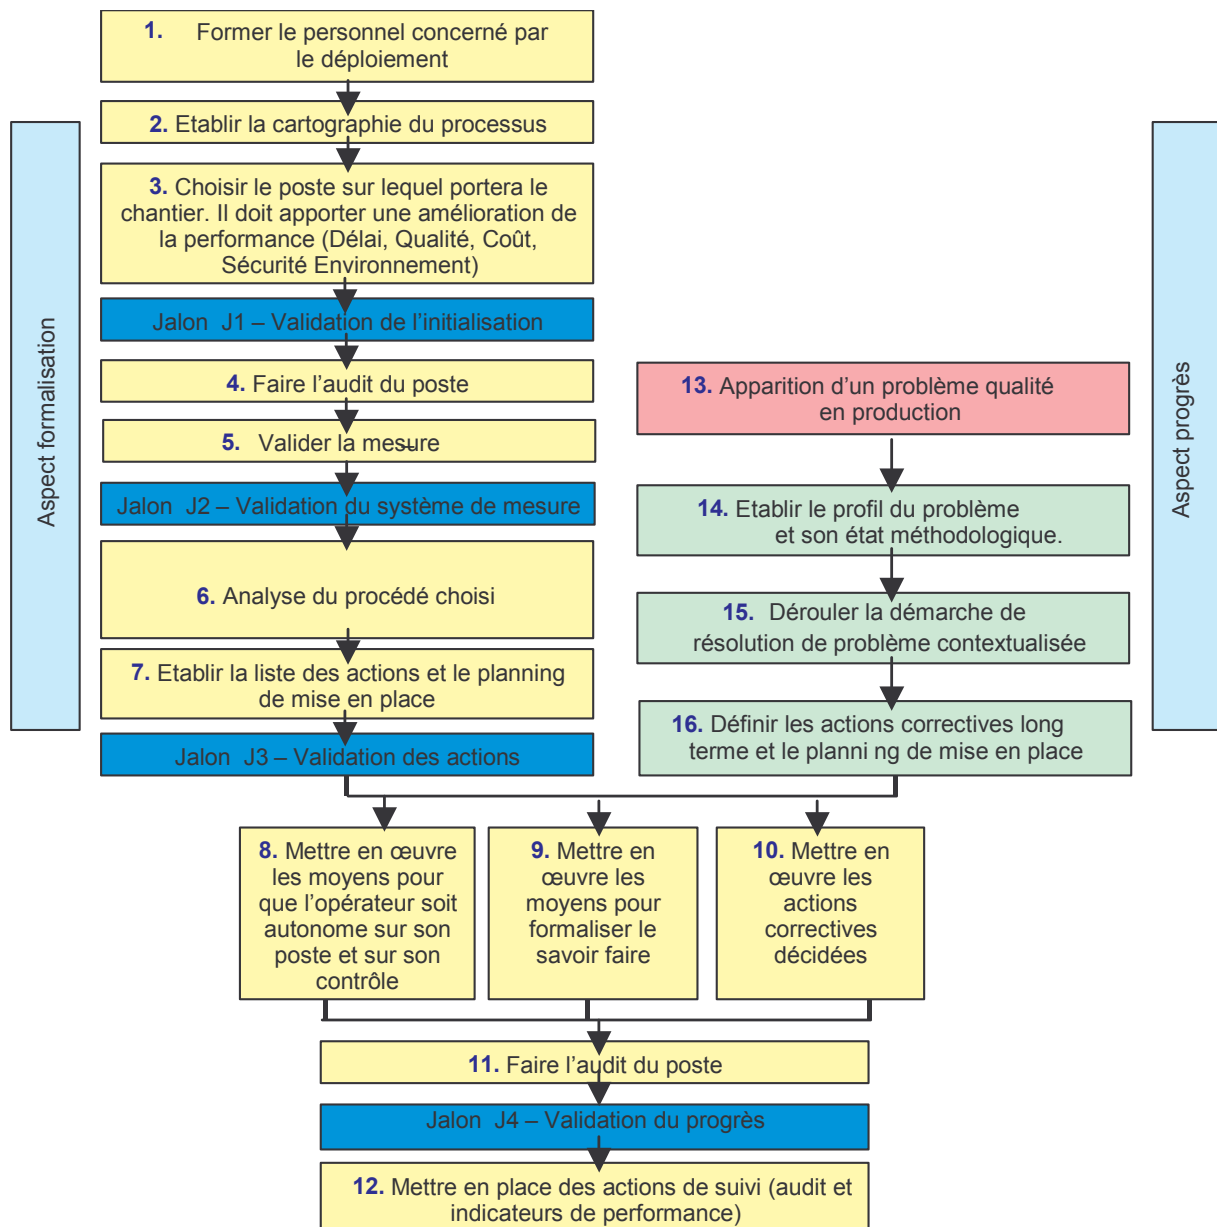 1. Former le personnel concerné par
le déploiement
2. Etablir la cartographie du processus
3. Choisir le poste sur lequel portera le
chantier. Il doit apporter une amélioration de
la performance (Délai, Qualité, Coût,
Sécurité Environnement)
Jalon J1 – Validation de l’initialisation
4. Faire l’audit du poste
5. Valider la mesure
Jalon J2 – Validation du système de mesure
6. Analyse du procédé choisi
7. Etablir la liste des actions et le planning
de mise en place
Jalon J3 – Validation des actions
Aspect formalisation
13. Apparition d’un problème qualité
en production
14. Etablir le profil du problème
et son état méthodologique.
15. Dérouler la démarche de
résolution de problème contextualisée
16. Définir les actions correctives long
terme et le planni ng de mise en place
Aspect progrès
8. Mettre en œuvre
les moyens pour
que l’opérateur soit
autonome sur son
poste et sur son
contrôle
9. Mettre en
œuvre les
moyens pour
formaliser le
savoir faire
10. Mettre en
œuvre les
actions
correctives
décidées
11. Faire l’audit du poste
Jalon J4 – Validation du progrès
12. Mettre en place des actions de suivi (audit et
indicateurs de performance)